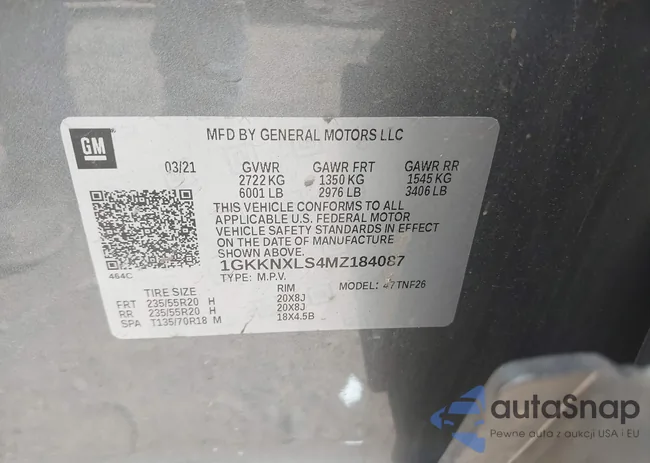 GM
MFD BY GENERAL MOTORS LLC
03/21 GVWR GAWR FRT GAWR RR
2722 KG 1350 KG 1545 KG
6001 LB 2976 LB 3406 LB
THIS VEHICLE CONFORMS TO ALL
APPLICABLE U.S. FEDERAL MOTOR
VEHICLE SAFETY STANDARDS IN EFFECT
ON THE DATE OF MANUFACTURE
SHOWN ABOVE.
1GKKNXLS4MZ184087
464C
TYPE: M.P.V. MODEL: 47TNF26
TIRE SIZE RIM
FRT 235/55R20 H 20X8J
RR 235/55R20 H 20X8J
SPA T135/70R18 M 18X4.5B
autaSnap
Pewne auta z aukcji USA i EU